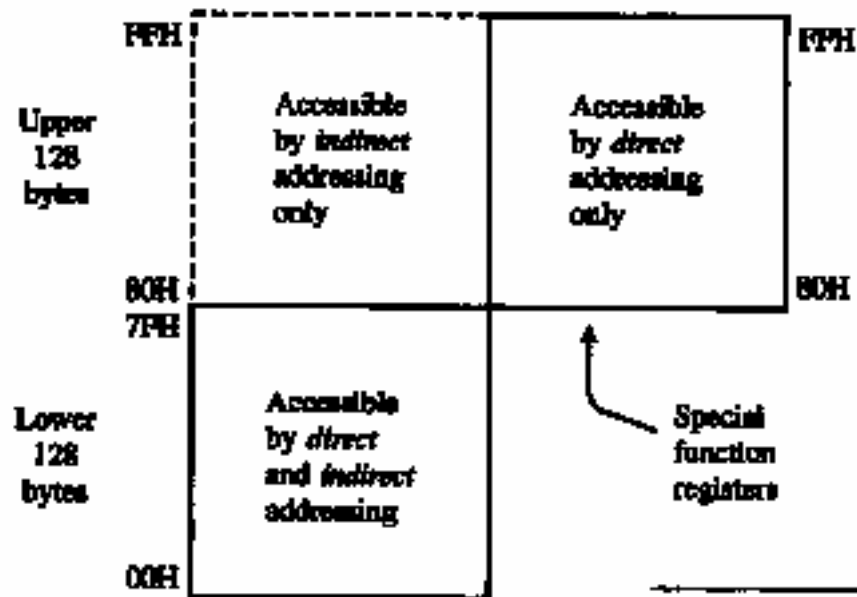 FFH
Accessible
by indirect
addressing
only
Accessible
by direct
addressing
only
FFH
Upper
128
bytes
80H
80H
7FH
Lower
128
bytes
Accessible
by direct
and indirect
addressing
Special
function
registers
00H